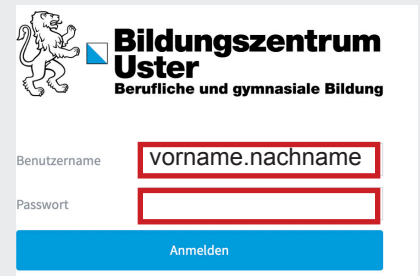 Bildungszentrum
Uster
Berufliche und gymnasiale Bildung
Benutzername
vorname.nachname
Passwort
Anmelden